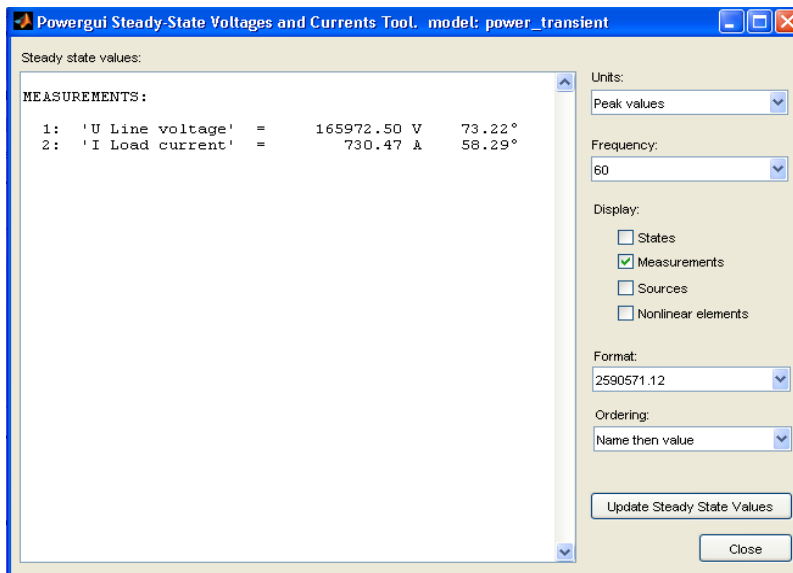 Powergui Steady-State Voltages and Currents Tool. model: power_transient
Steady state values:
MEASUREMENTS:
1: 'U Line voltage' = 165972.50 V 73.22°
2: 'I Load current' = 730.47 A 58.29°
Units:
Peak values
Frequency:
60
Display:
States
Measurements
Sources
Nonlinear elements
Format:
2590571.12
Ordering:
Name then value
Update Steady State Values
Close